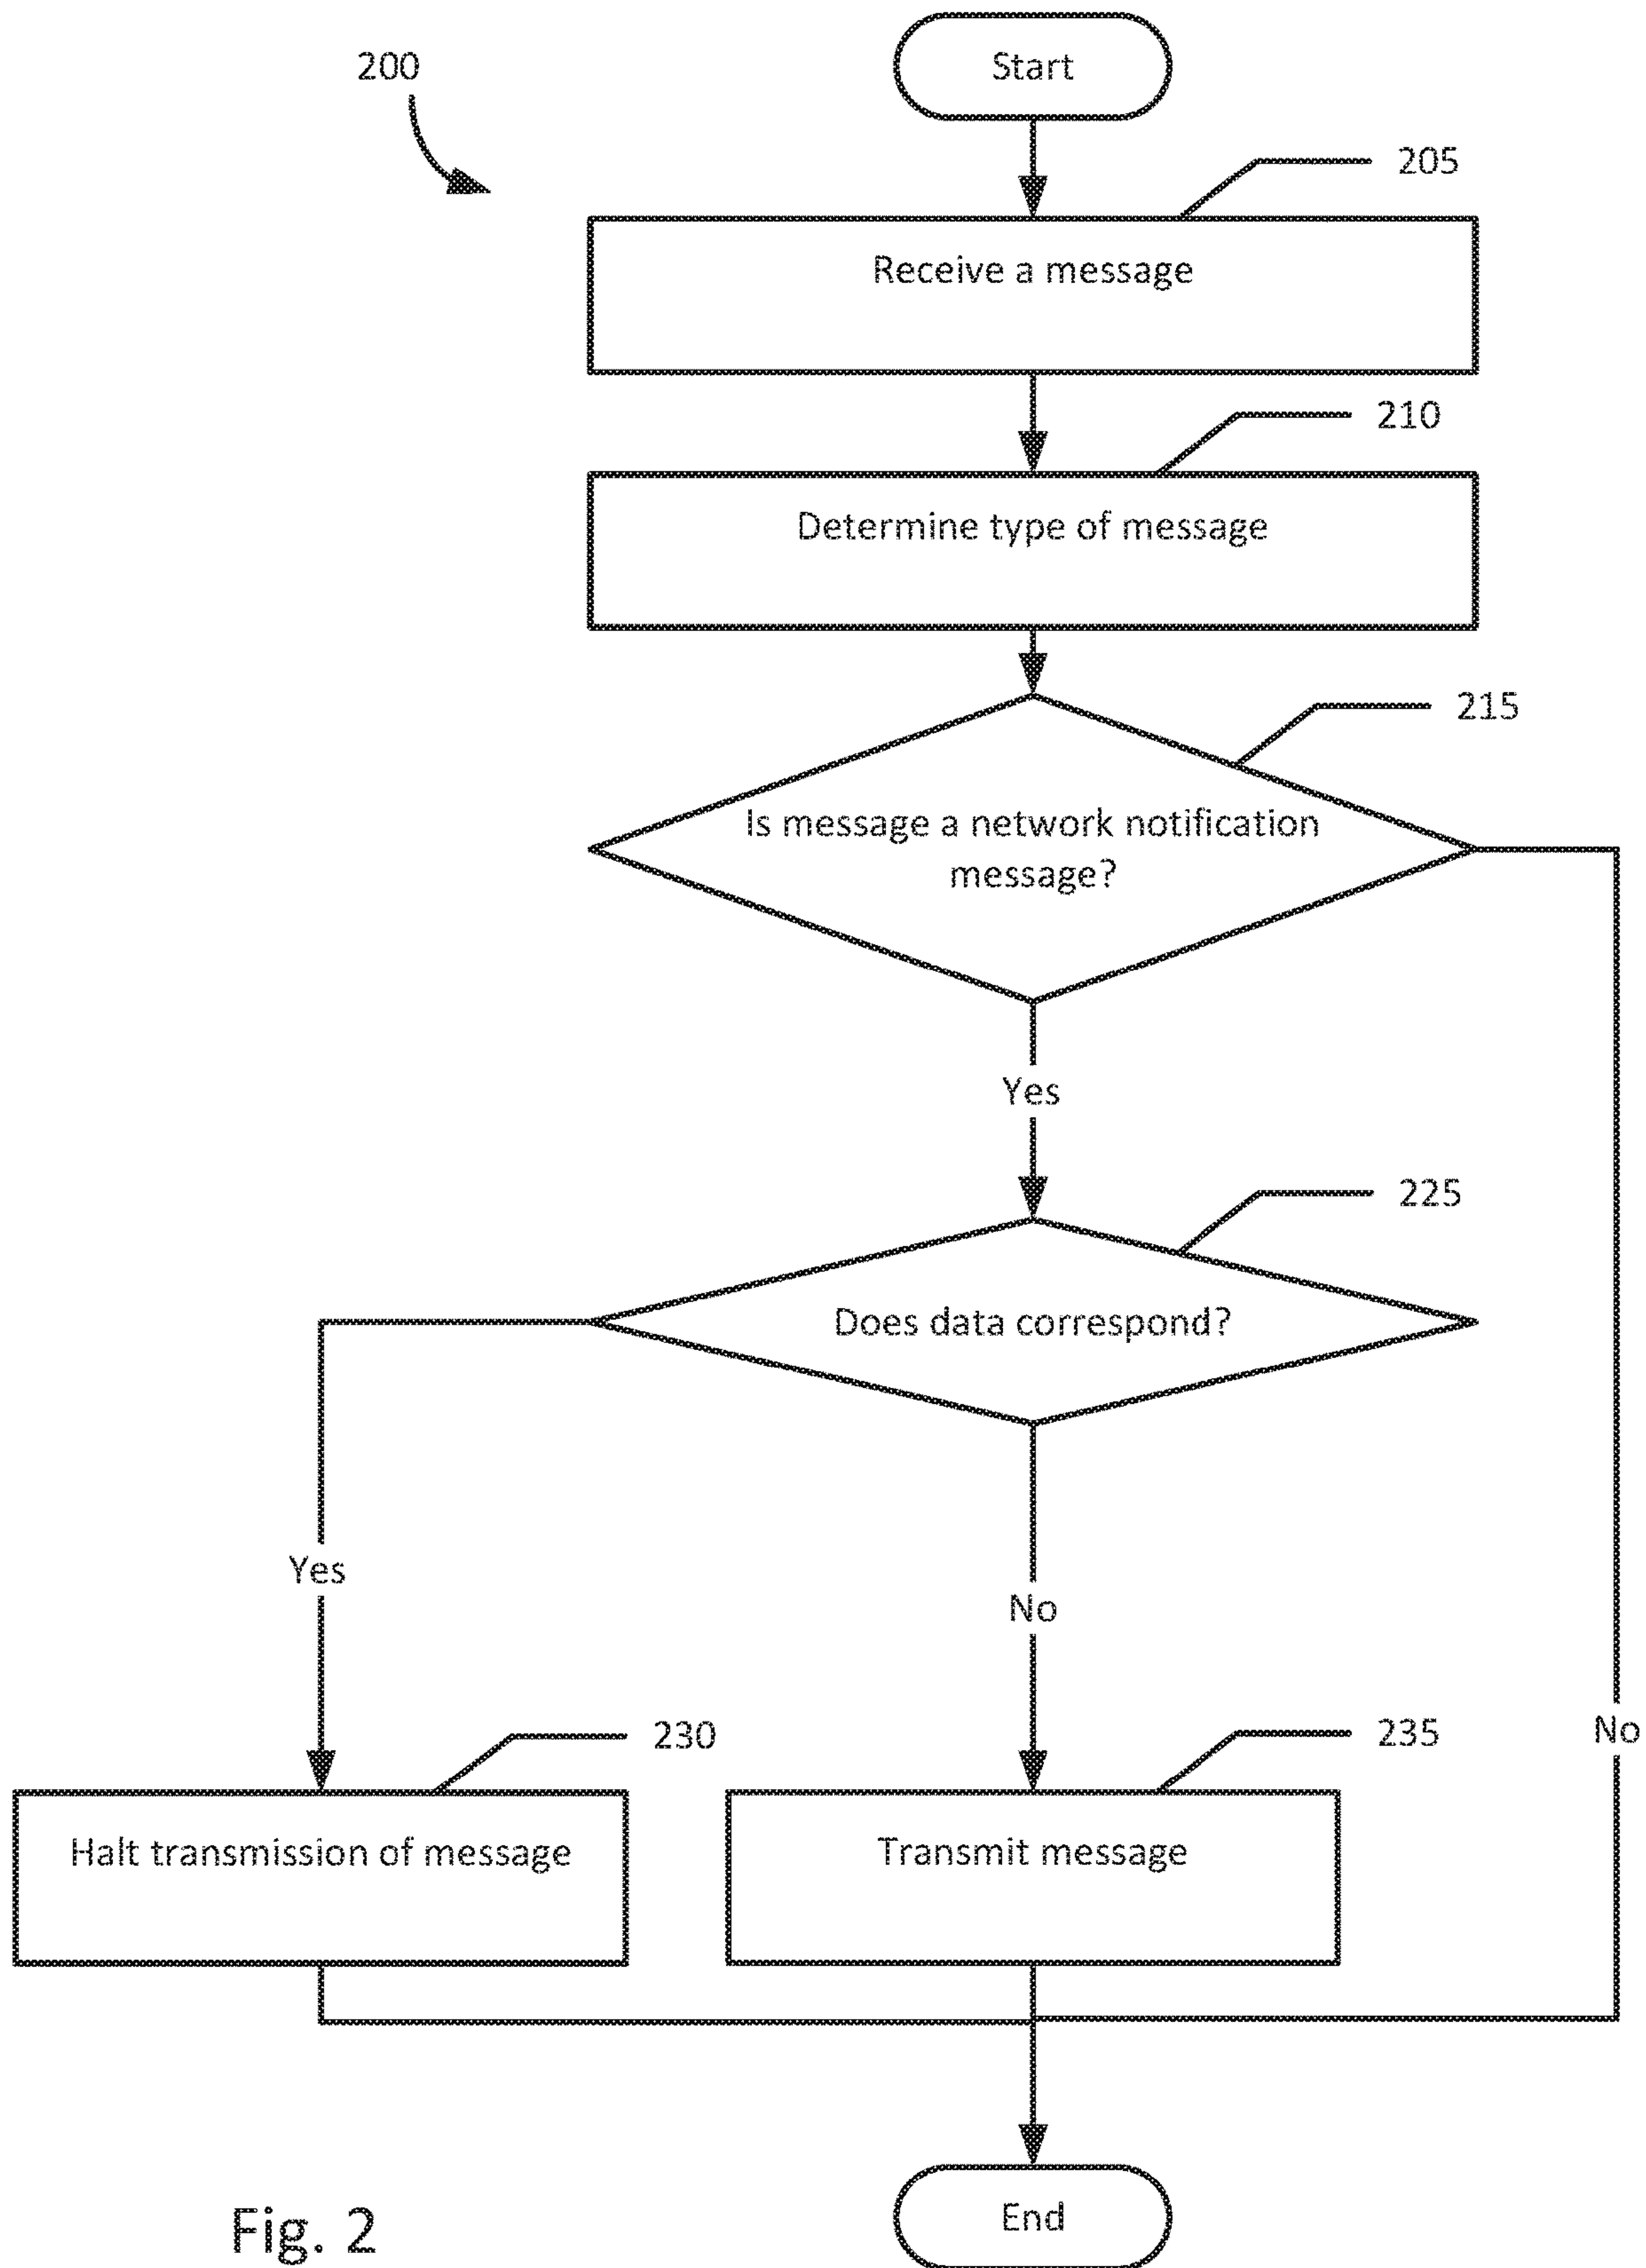 200
Start
205
Receive a message
210
Determine type of message
215
Is message a network notification
message?
Yes
225
Does data correspond?
Yes
No
230
235
No
Halt transmission of message
Transmit message
End
Fig. 2